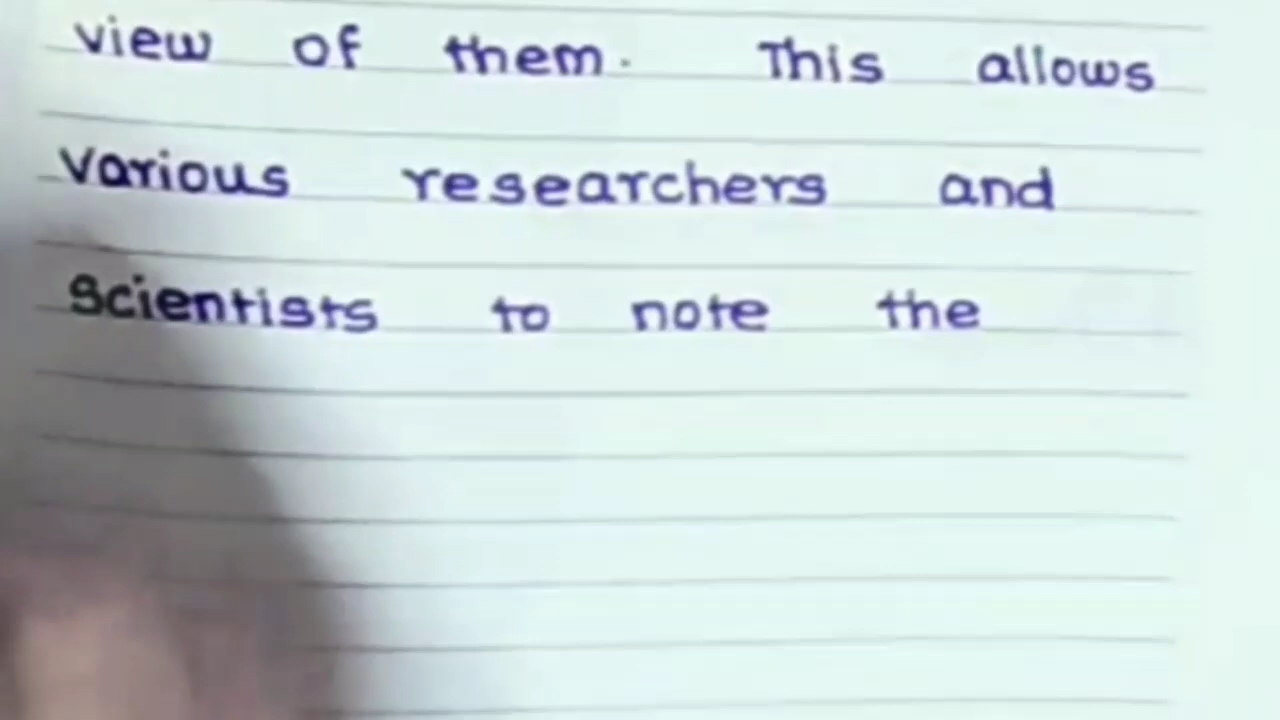 view of them. This allows
various researchers and
scientists to note the